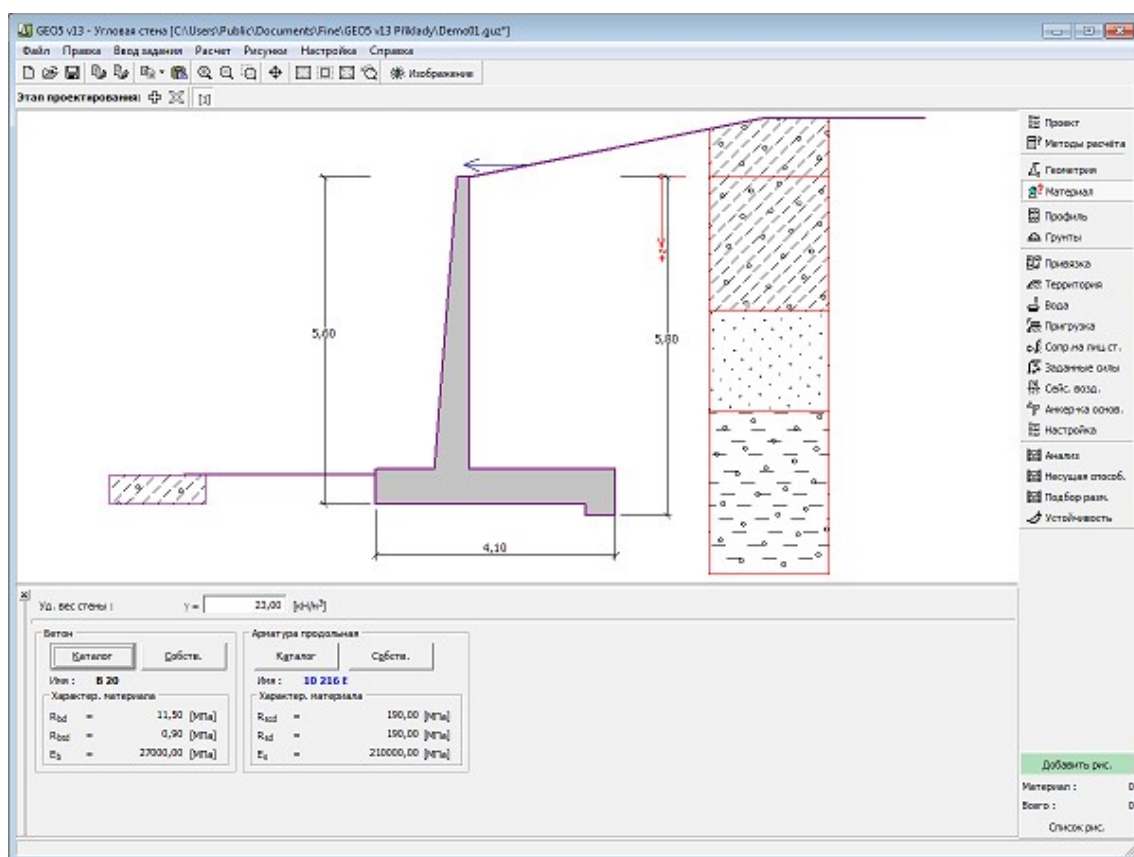 GEO5 v13 - Угловая стена [C:\Users\Public\Documents\Fine\GEO5 v13 Příklady\Demo01.guz*]
Файл Правка Ввод задания Расчет Рисунки Настройка Справка
Изображение
Этап проектирования: [1]
Проект
Методы расчёта
Геометрия
Материал
Профиль
Грунты
Привязка
Территория
Вода
Пригрузка
Сопр.на лиц.ст.
Заданные силы
Сейс. возд.
Анкер-ка основ.
Настройка
Анализ
Несущая способ.
Подбор разм.
Устойчивость
+z
5,60
5,80
4,10
Уд. вес стены : γ = 23,00 [кН/м³]
Бетон
Каталог Собств.
Имя : B 20
Характер. материала
Rbd = 11,50 [МПа]
Rbtd = 0,90 [МПа]
Eb = 27000,00 [МПа]
Арматура продольная
Каталог Собств.
Имя : 10 216 E
Характер. материала
Rscd = 190,00 [МПа]
Rsd = 190,00 [МПа]
Es = 210000,00 [МПа]
Добавить рис.
Материал : 0
Всего : 0
Список рис.